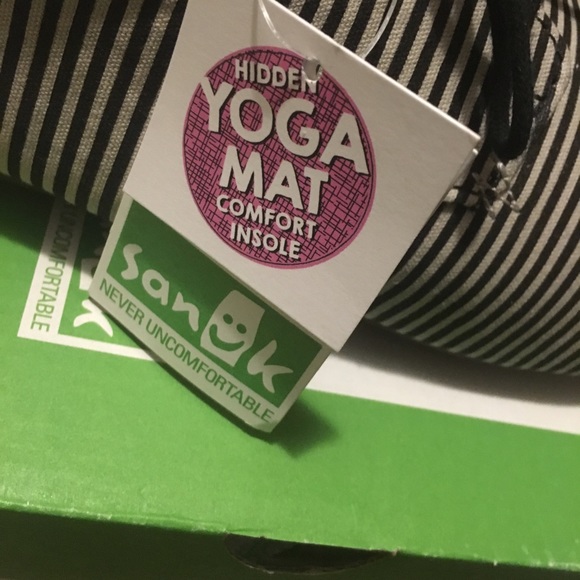 HIDDEN
YOGA
MAT
COMFORT
INSOLE
sanuk
NEVER UNCOMFORTABLE
UNCOMFORTABLE
k